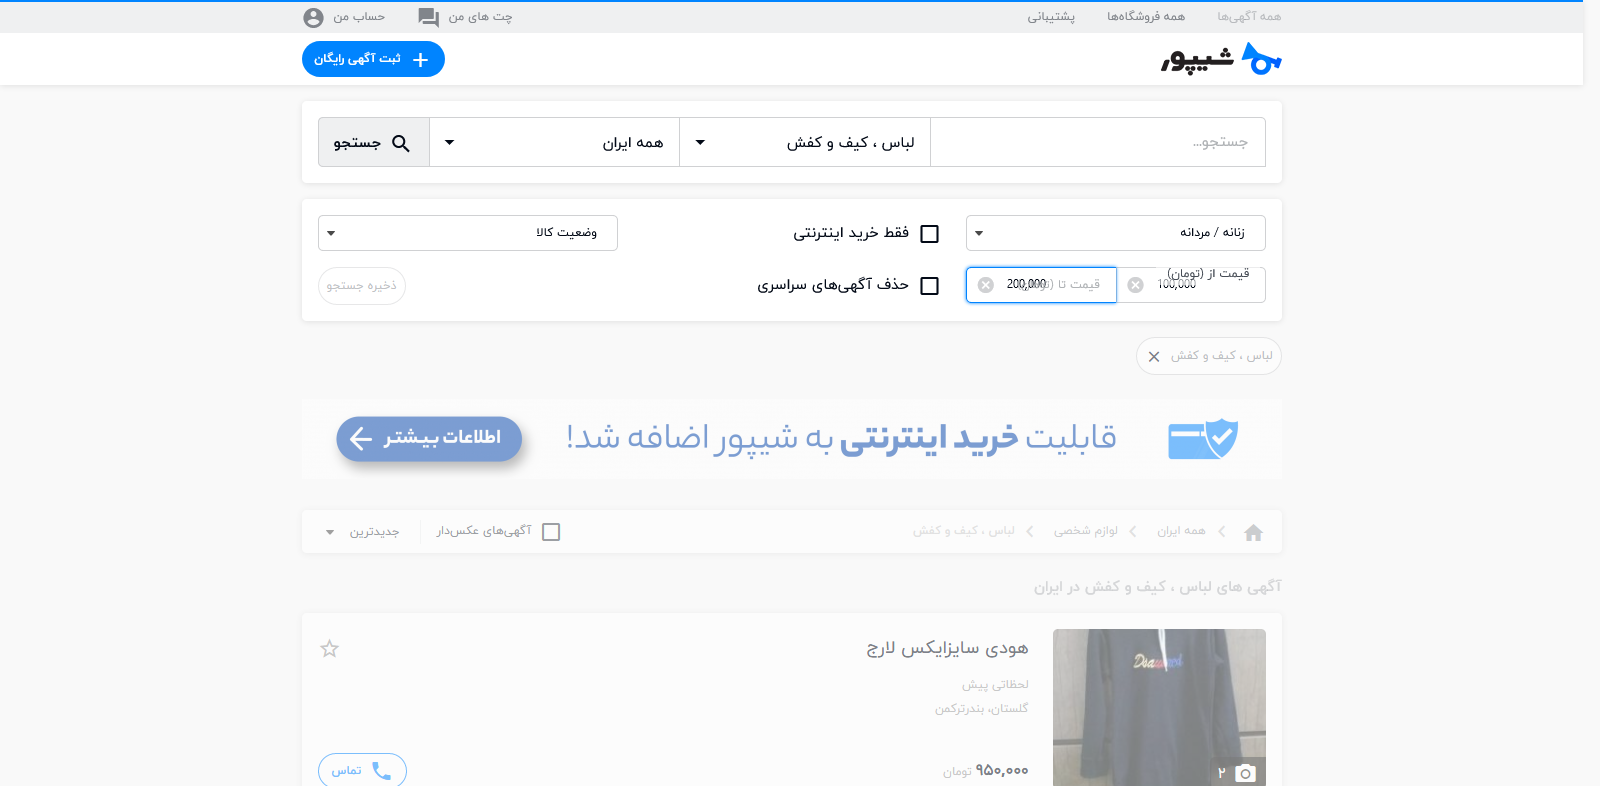 همه آگهی‌ها
همه فروشگاه‌ها
پشتیبانی
چت های من
حساب من
شیپور
ثبت آگهی رایگان
جستجو...
لباس ، کیف و کفش
همه ایران
جستجو
زنانه / مردانه
فقط خرید اینترنتی
وضعیت کالا
قیمت از (تومان)
100,000
قیمت تا (تومان)
200,000
حذف آگهی‌های سراسری
ذخیره جستجو
لباس ، کیف و کفش
قابلیت خرید اینترنتی به شیپور اضافه شد!
اطلاعات بیشتر
همه ایران
لوازم شخصی
لباس ، کیف و کفش
آگهی‌های عکس‌دار
جدیدترین
آگهی های لباس ، کیف و کفش در ایران
هودی سایزایکس لارج
لحظاتی پیش
گلستان، بندرترکمن
۹۵۰,۰۰۰ تومان
تماس
۲